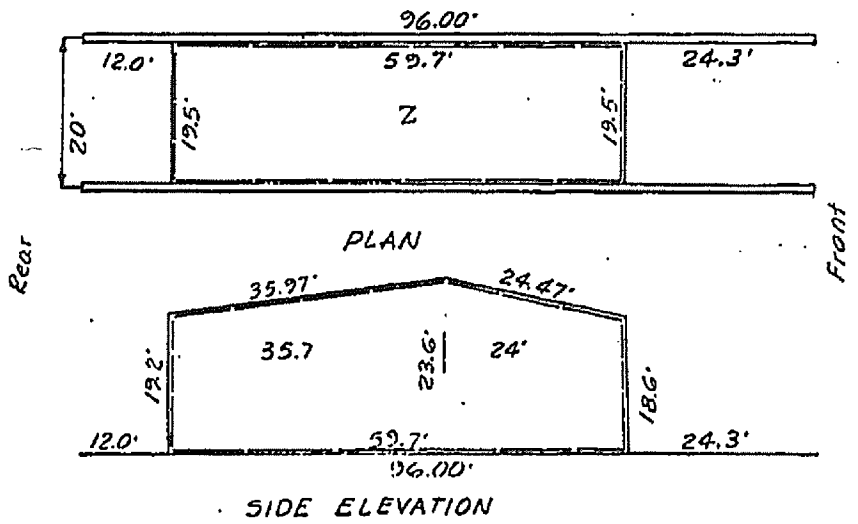 96.00'
12.0' 59.7' 24.3'
20' 19.5' Z 19.5'
Rear PLAN Front
35.97' 24.47'
19.2' 35.7 23.6' 24' 18.6'
12.0' 59.7' 24.3'
96.00'
SIDE ELEVATION